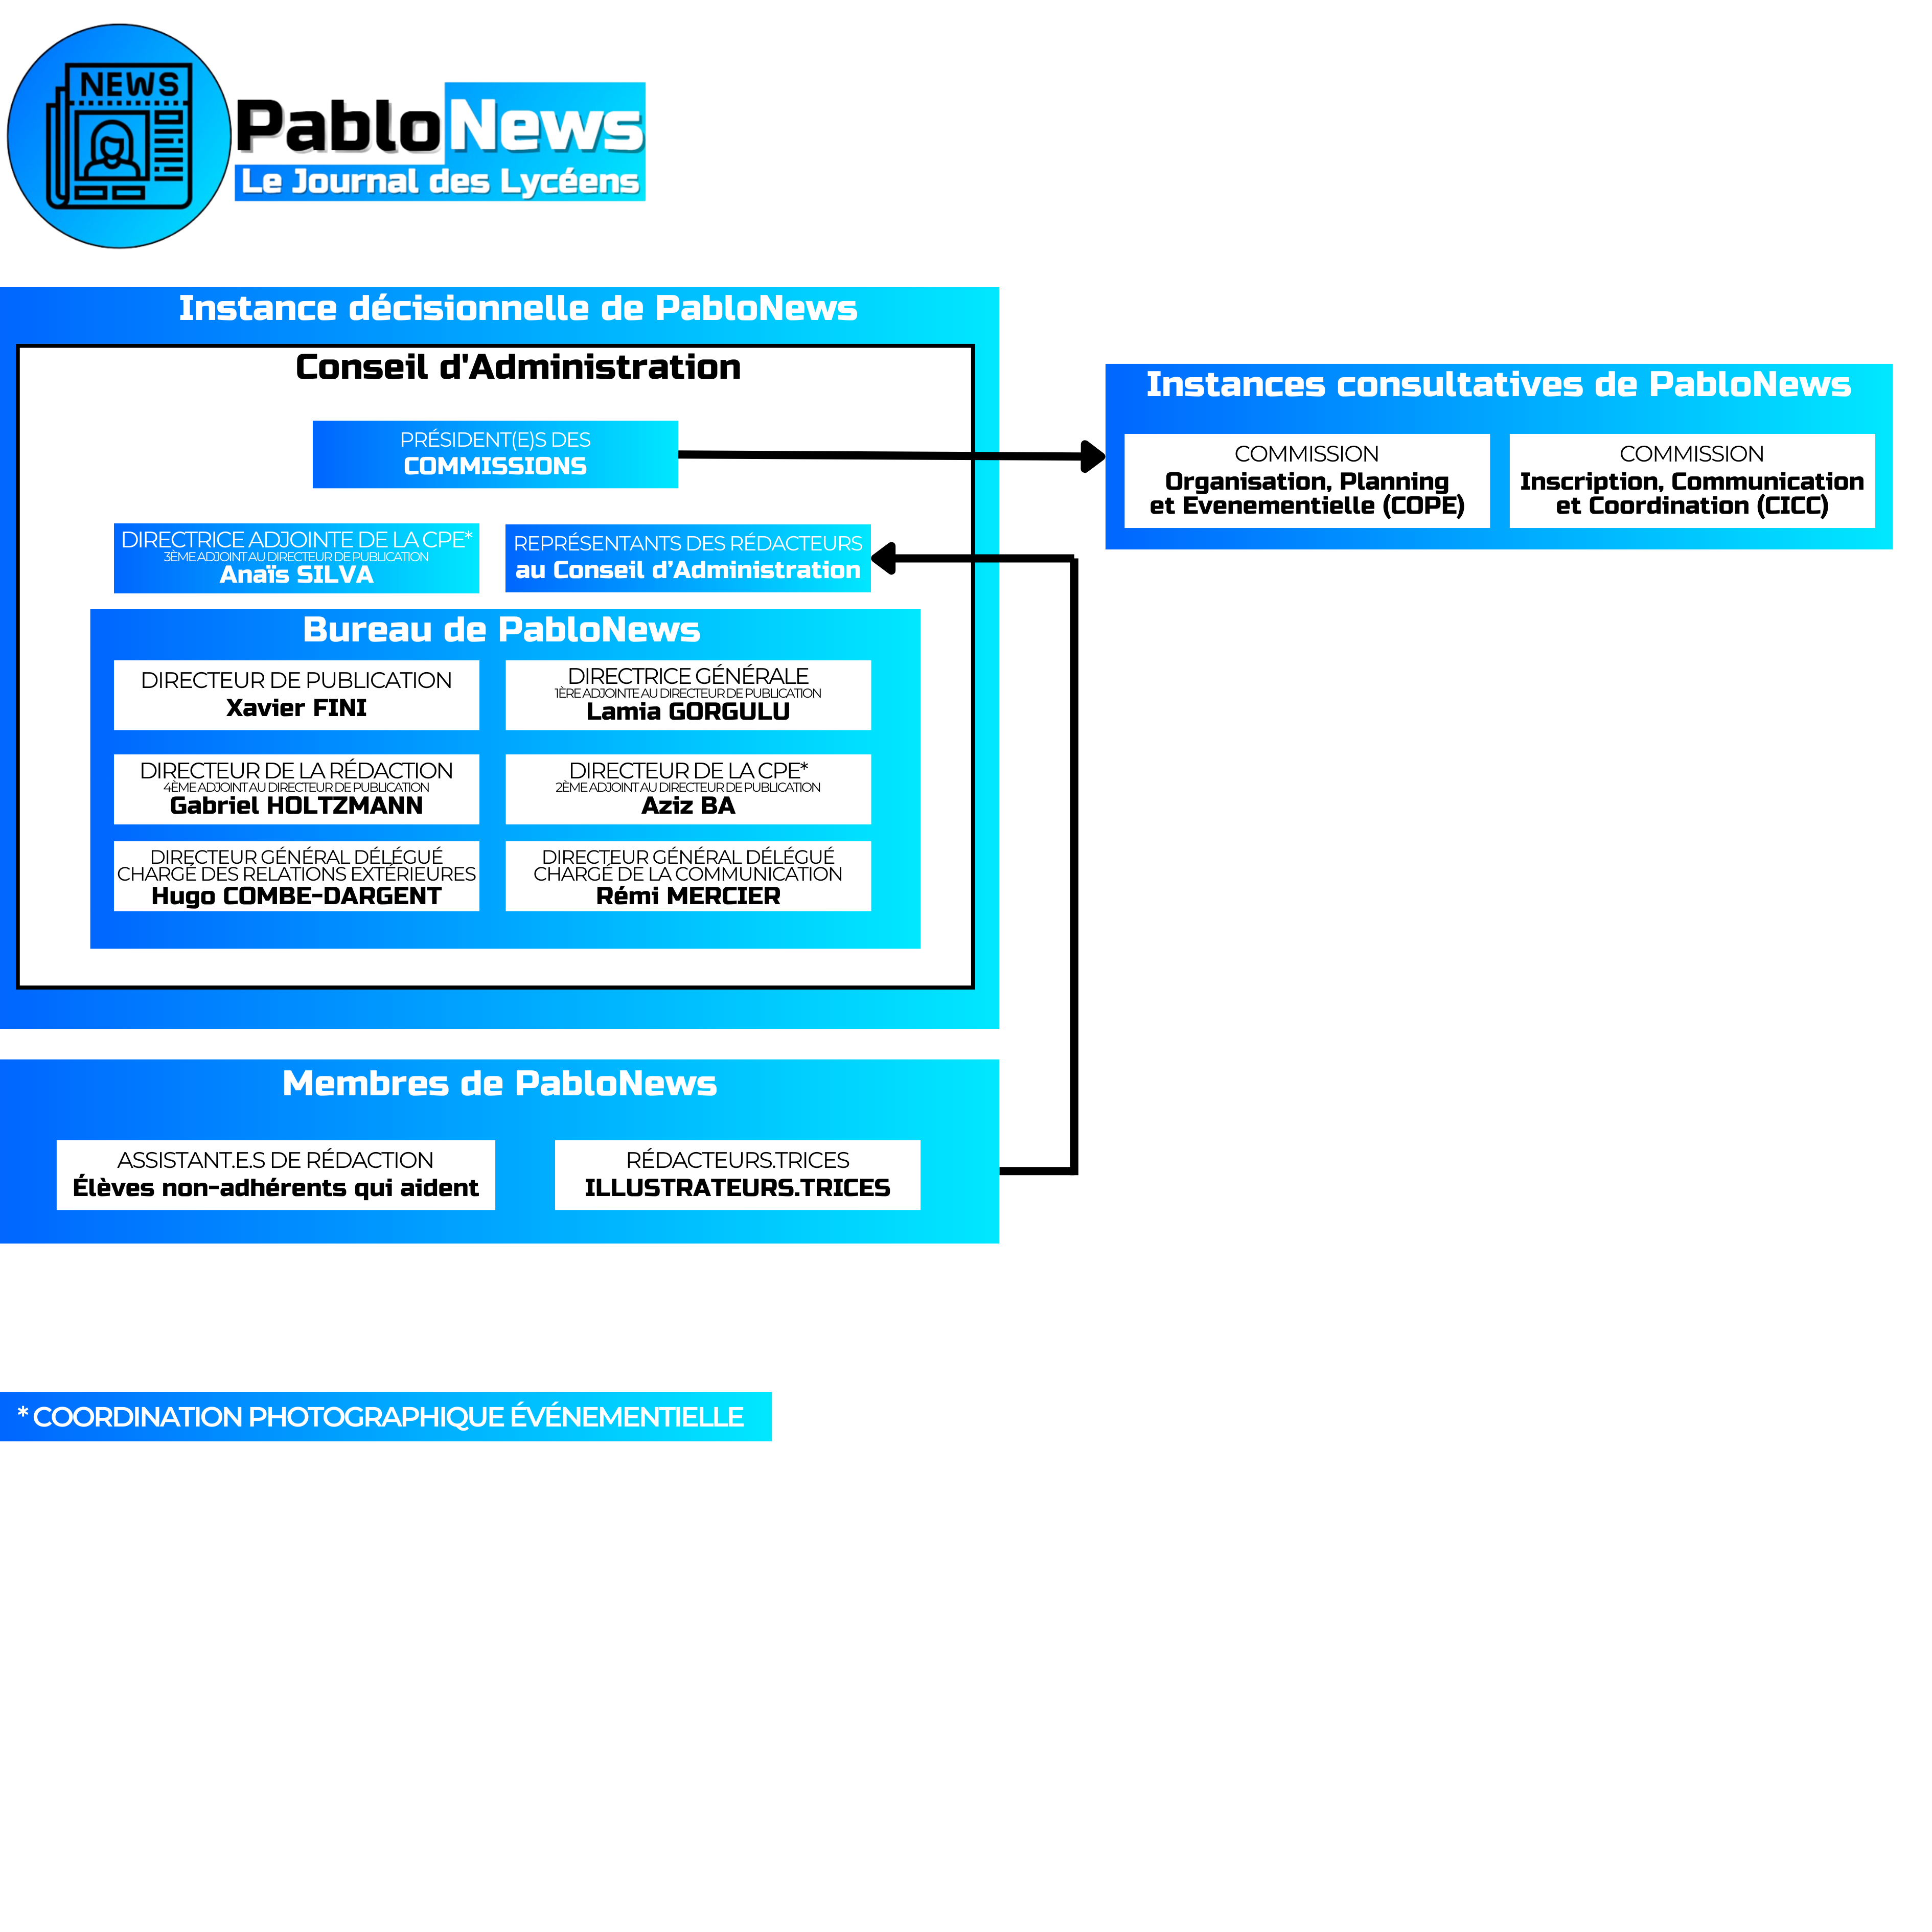 NEWS
PabloNews
Le Journal des Lycéens
Instance décisionnelle de PabloNews
Conseil d'Administration
PRÉSIDENT(E)S DES
COMMISSIONS
DIRECTRICE ADJOINTE DE LA CPE*
3ÈME ADJOINT AU DIRECTEUR DE PUBLICATION
Anaïs SILVA
REPRÉSENTANTS DES RÉDACTEURS
au Conseil d’Administration
Bureau de PabloNews
DIRECTEUR DE PUBLICATION
Xavier FINI
DIRECTRICE GÉNÉRALE
1ÈRE ADJOINTE AU DIRECTEUR DE PUBLICATION
Lamia GORGULU
DIRECTEUR DE LA RÉDACTION
4ÈME ADJOINT AU DIRECTEUR DE PUBLICATION
Gabriel HOLTZMANN
DIRECTEUR DE LA CPE*
2ÈME ADJOINT AU DIRECTEUR DE PUBLICATION
Aziz BA
DIRECTEUR GÉNÉRAL DÉLÉGUÉ
CHARGÉ DES RELATIONS EXTÉRIEURES
Hugo COMBE-DARGENT
DIRECTEUR GÉNÉRAL DÉLÉGUÉ
CHARGÉ DE LA COMMUNICATION
Rémi MERCIER
Instances consultatives de PabloNews
COMMISSION
Organisation, Planning
et Evenementielle (COPE)
COMMISSION
Inscription, Communication
et Coordination (CICC)
Membres de PabloNews
ASSISTANT.E.S DE RÉDACTION
Élèves non-adhérents qui aident
RÉDACTEURS.TRICES
ILLUSTRATEURS.TRICES
* COORDINATION PHOTOGRAPHIQUE ÉVÉNEMENTIELLE